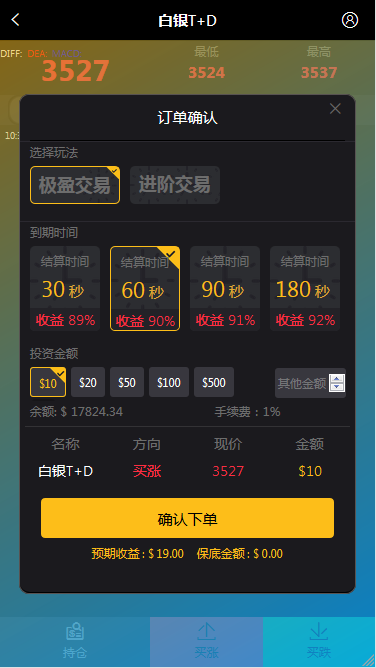 白银T+D
DIFF: DEA:
最低
最高
3527
3524
3537
订单确认
10:
选择玩法
极盈交易
进阶交易
到期时间
结算时间 结算时间 结算时间 结算时间
30 秒 60 秒 90 秒 180 秒
收益 89% 收益 90% 收益 91% 收益 92%
投资金额
$10 $20 $50 $100 $500 其他金额
余额: $ 17824.34 手续费：1%
名称 方向 现价 金额
白银T+D 买涨 3527 $10
确认下单
预期收益 : $ 19.00 保底金额 : $ 0.00
持仓 买涨 买跌